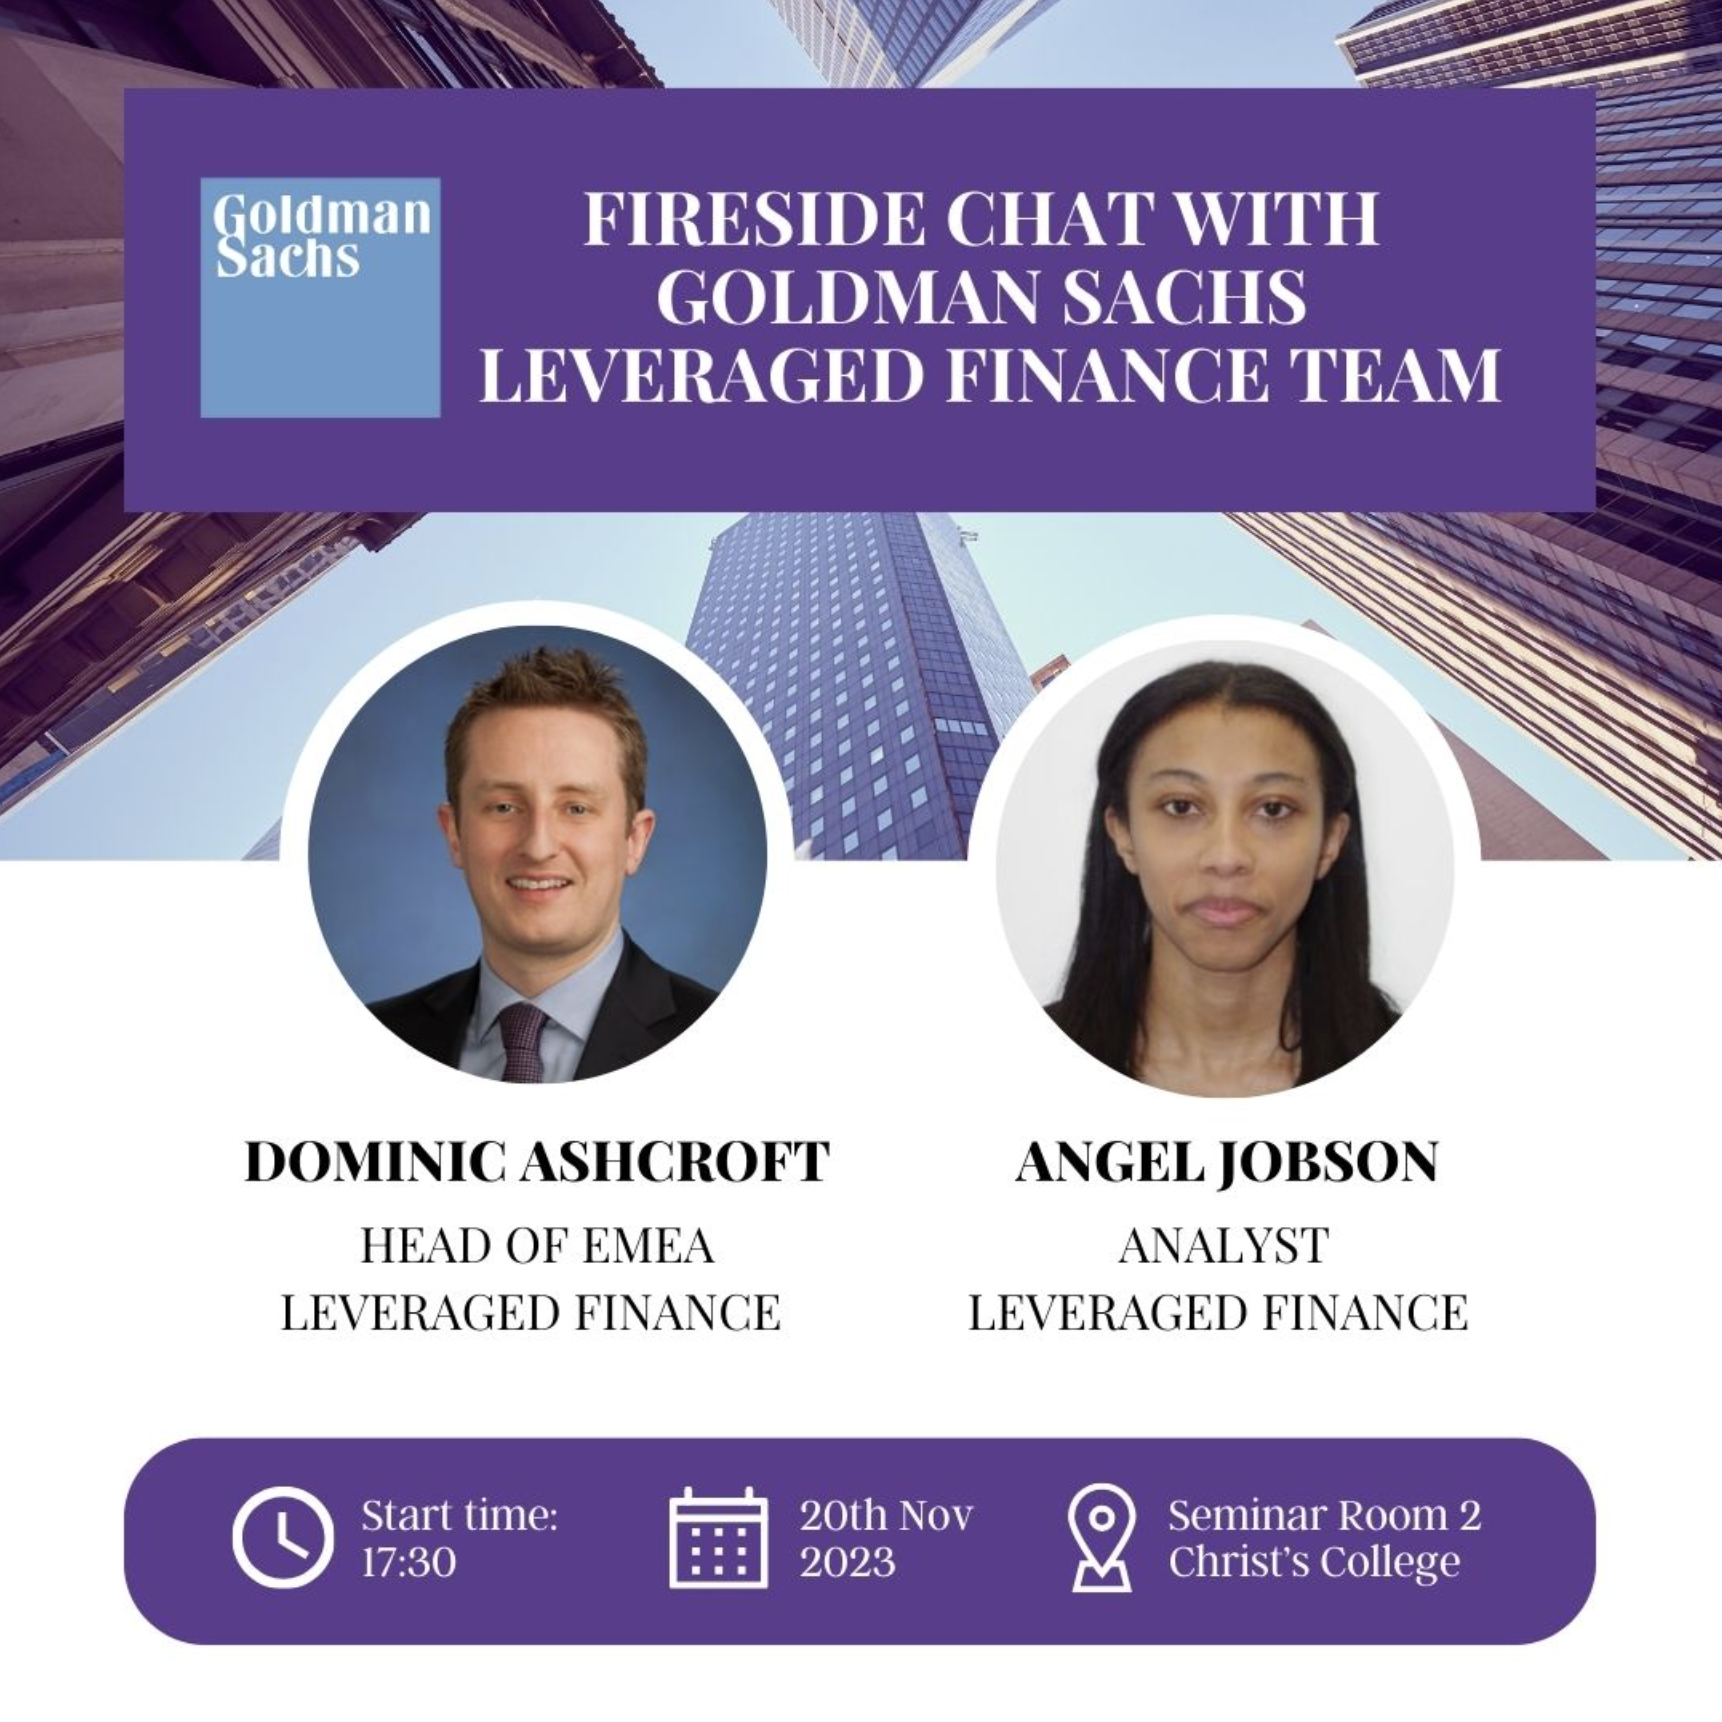 Goldman
Sachs
FIRESIDE CHAT WITH
GOLDMAN SACHS
LEVERAGED FINANCE TEAM
DOMINIC ASHCROFT
HEAD OF EMEA
LEVERAGED FINANCE
ANGEL JOBSON
ANALYST
LEVERAGED FINANCE
Start time:
17:30
20th Nov
2023
Seminar Room 2
Christ's College